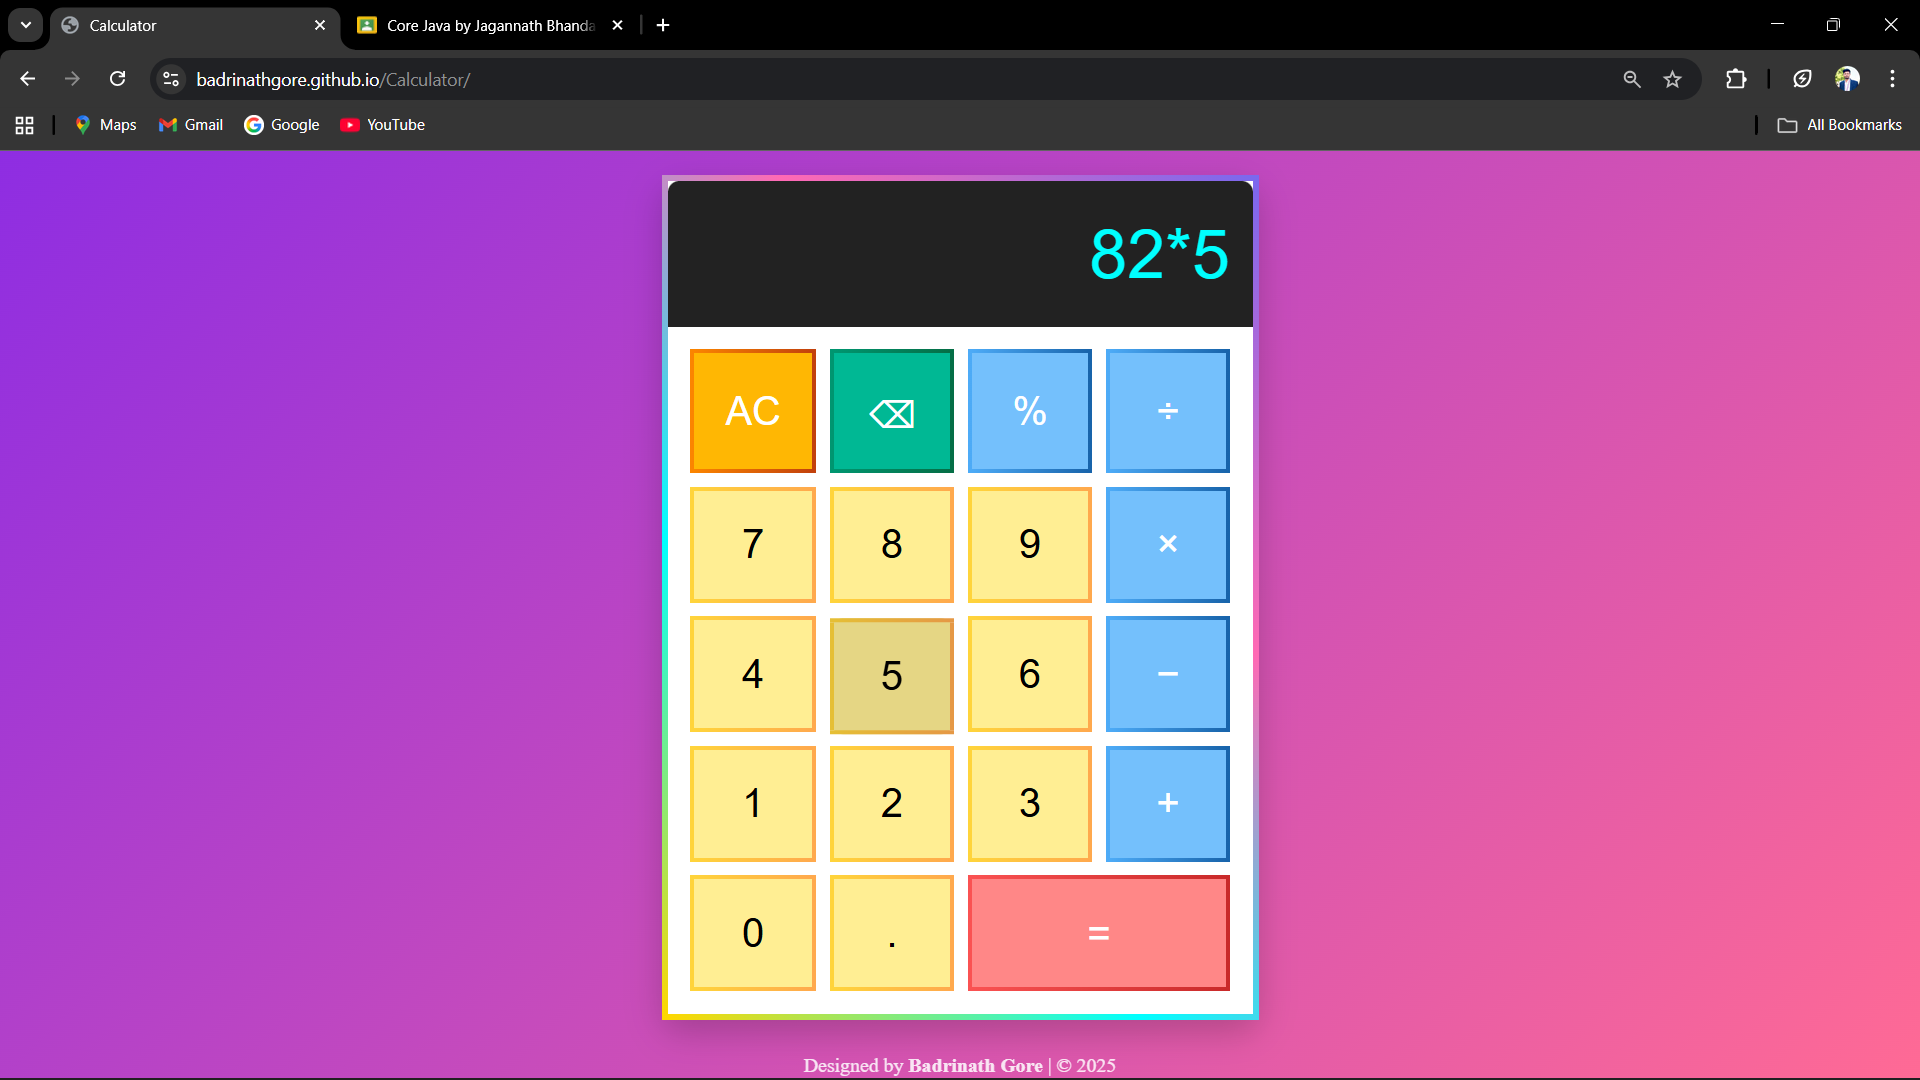 Calculator
Core Java by Jagannath Bhanda
badrinathgore.github.io/Calculator/
Maps
Gmail
Google
YouTube
All Bookmarks
82*5
AC ⌫ % ÷
7 8 9 ×
4 5 6 −
1 2 3 +
0 . =
Designed by Badrinath Gore | © 2025